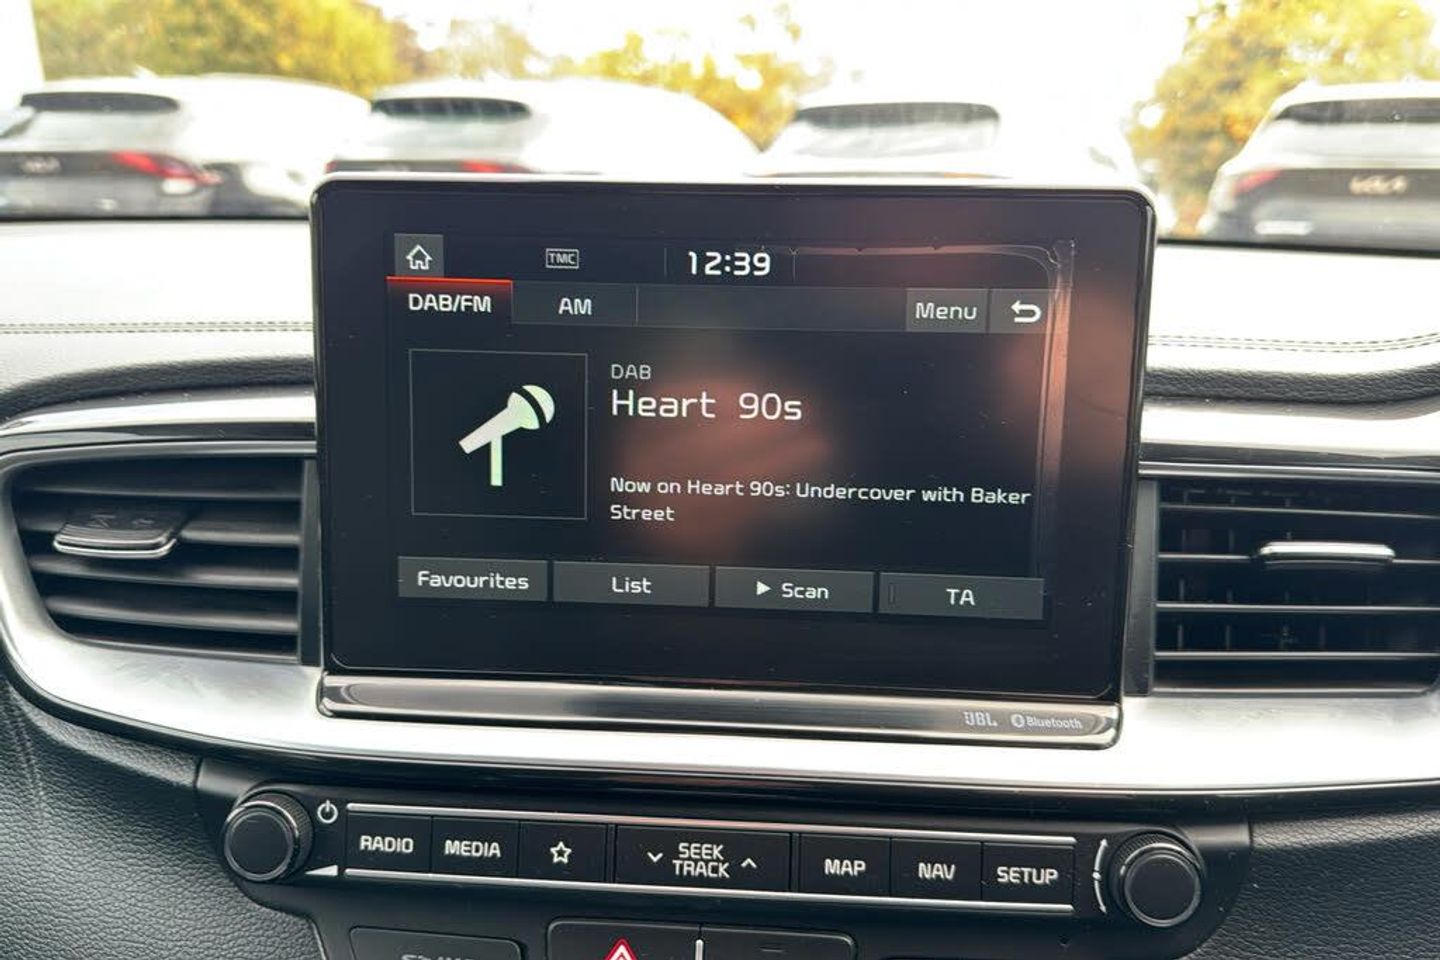 TMC 12:39
DAB/FM AM Menu
DAB
Heart 90s
Now on Heart 90s: Undercover with Baker
Street
Favourites List Scan TA
JBL Bluetooth
RADIO MEDIA SEEK TRACK MAP NAV SETUP